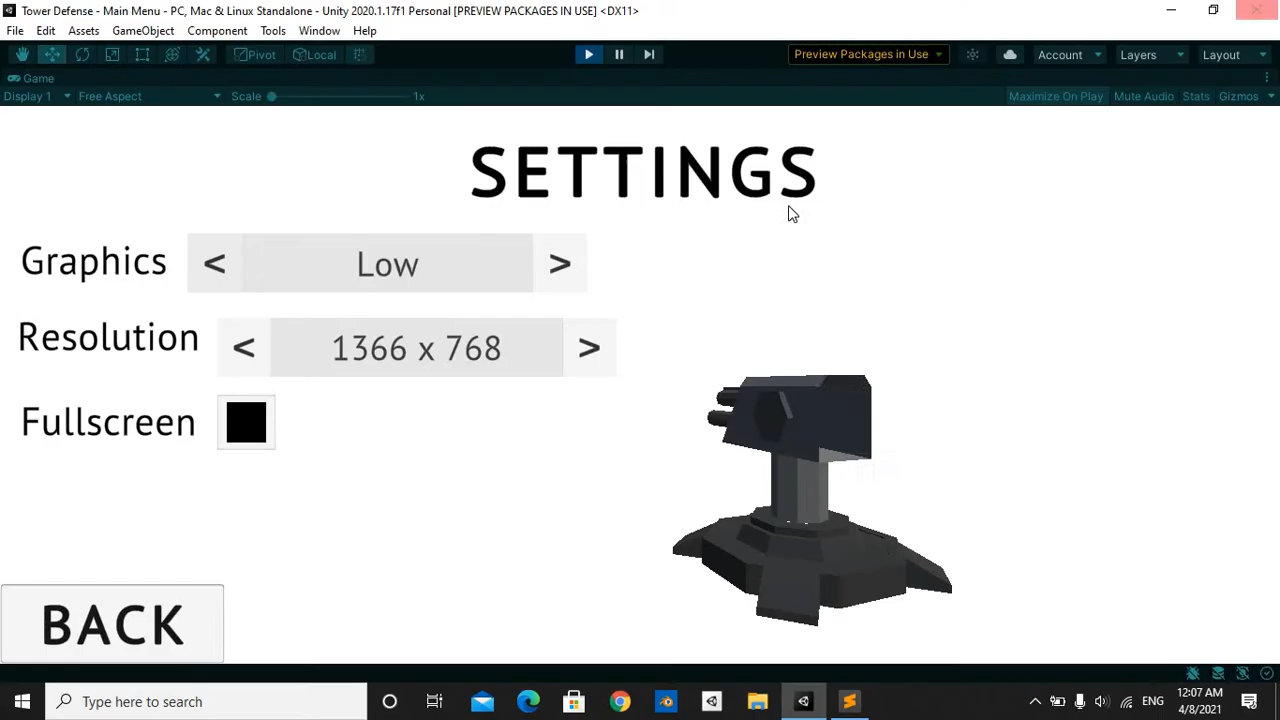 Tower Defense - Main Menu - PC, Mac & Linux Standalone - Unity 2020.1.17f1 Personal [PREVIEW PACKAGES IN USE] <DX11>
File Edit Assets GameObject Component Tools Window Help
Pivot Local Preview Packages in Use Account Layers Layout
Game
Display 1 Free Aspect Scale 1x Maximize On Play Mute Audio Stats Gizmos
SETTINGS
Graphics < Low >
Resolution < 1366 x 768 >
Fullscreen
BACK
Type here to search ENG 12:07 AM
4/8/2021